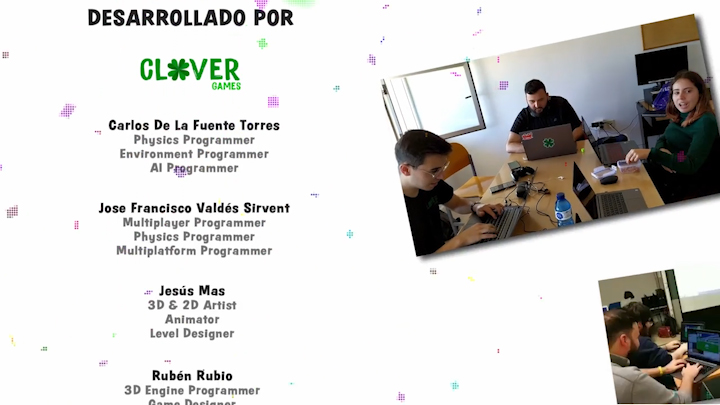 DESARROLLADO POR
CLOVER
GAMES
Carlos De La Fuente Torres
Physics Programmer
Environment Programmer
AI Programmer
Jose Francisco Valdés Sirvent
Multiplayer Programmer
Physics Programmer
Multiplatform Programmer
Jesús Mas
3D & 2D Artist
Animator
Level Designer
Rubén Rubio
3D Engine Programmer
Game Designer